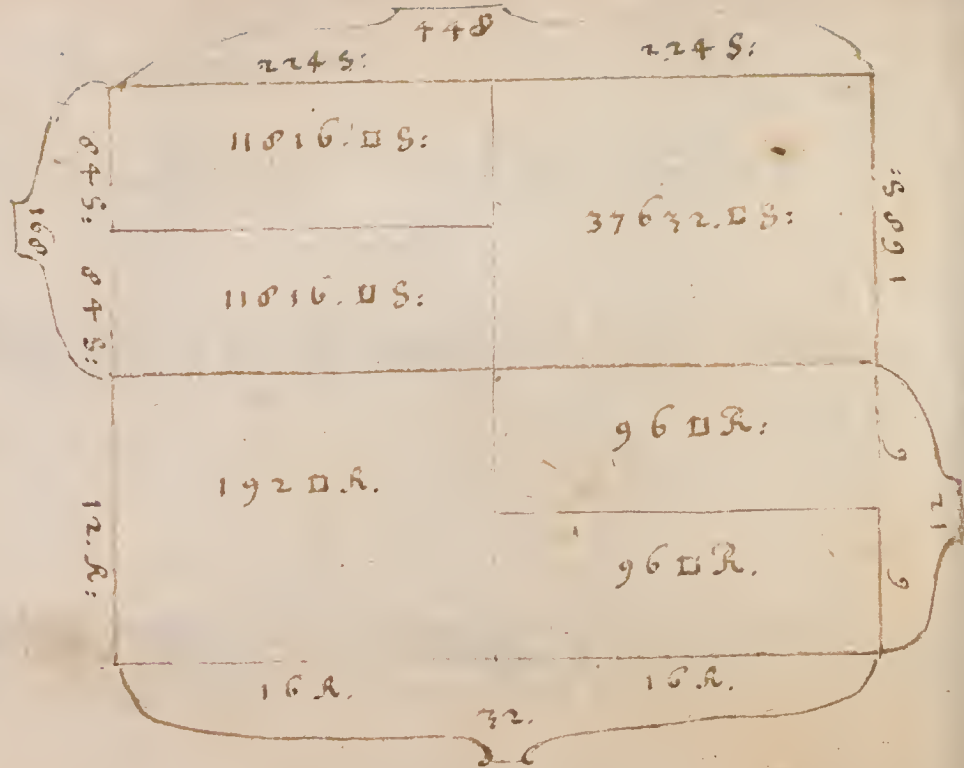 448
224 S: 224 S:
84 S:
11816. □ S:
168
37632. □ S:
168 S:
84 S:
11816. □ S:
96 □ R:
6
192 □ R.
12
12. R:
96 □ R.
6
16 R. 16 R.
32.